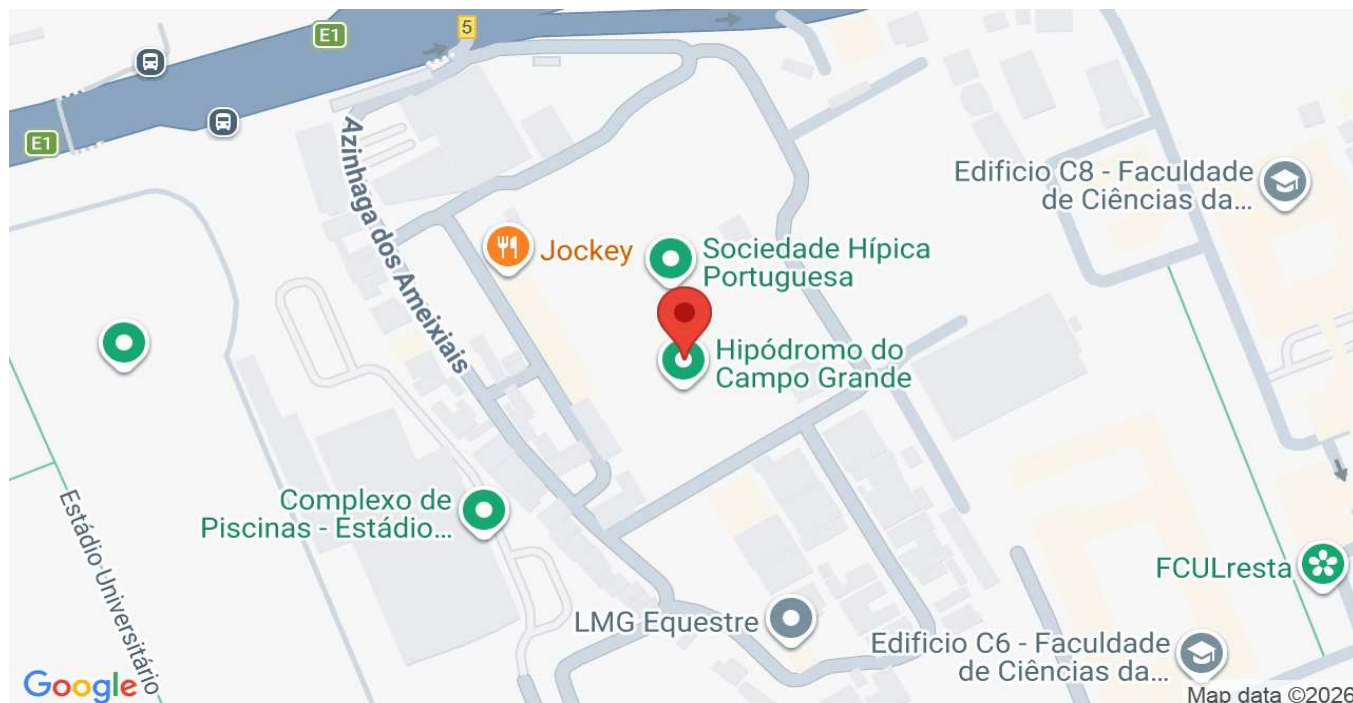 E1
5
E1
Azinhaga dos Ameixiais
Edificio C8 - Faculdade
de Ciências da...
Jockey
Sociedade Hípica
Portuguesa
Hipódromo do
Campo Grande
Complexo de
Piscinas - Estádio...
Estádio Universitário
FCULresta
LMG Equestre
Edificio C6 - Faculdade
de Ciências da...
Google
Map data ©2026